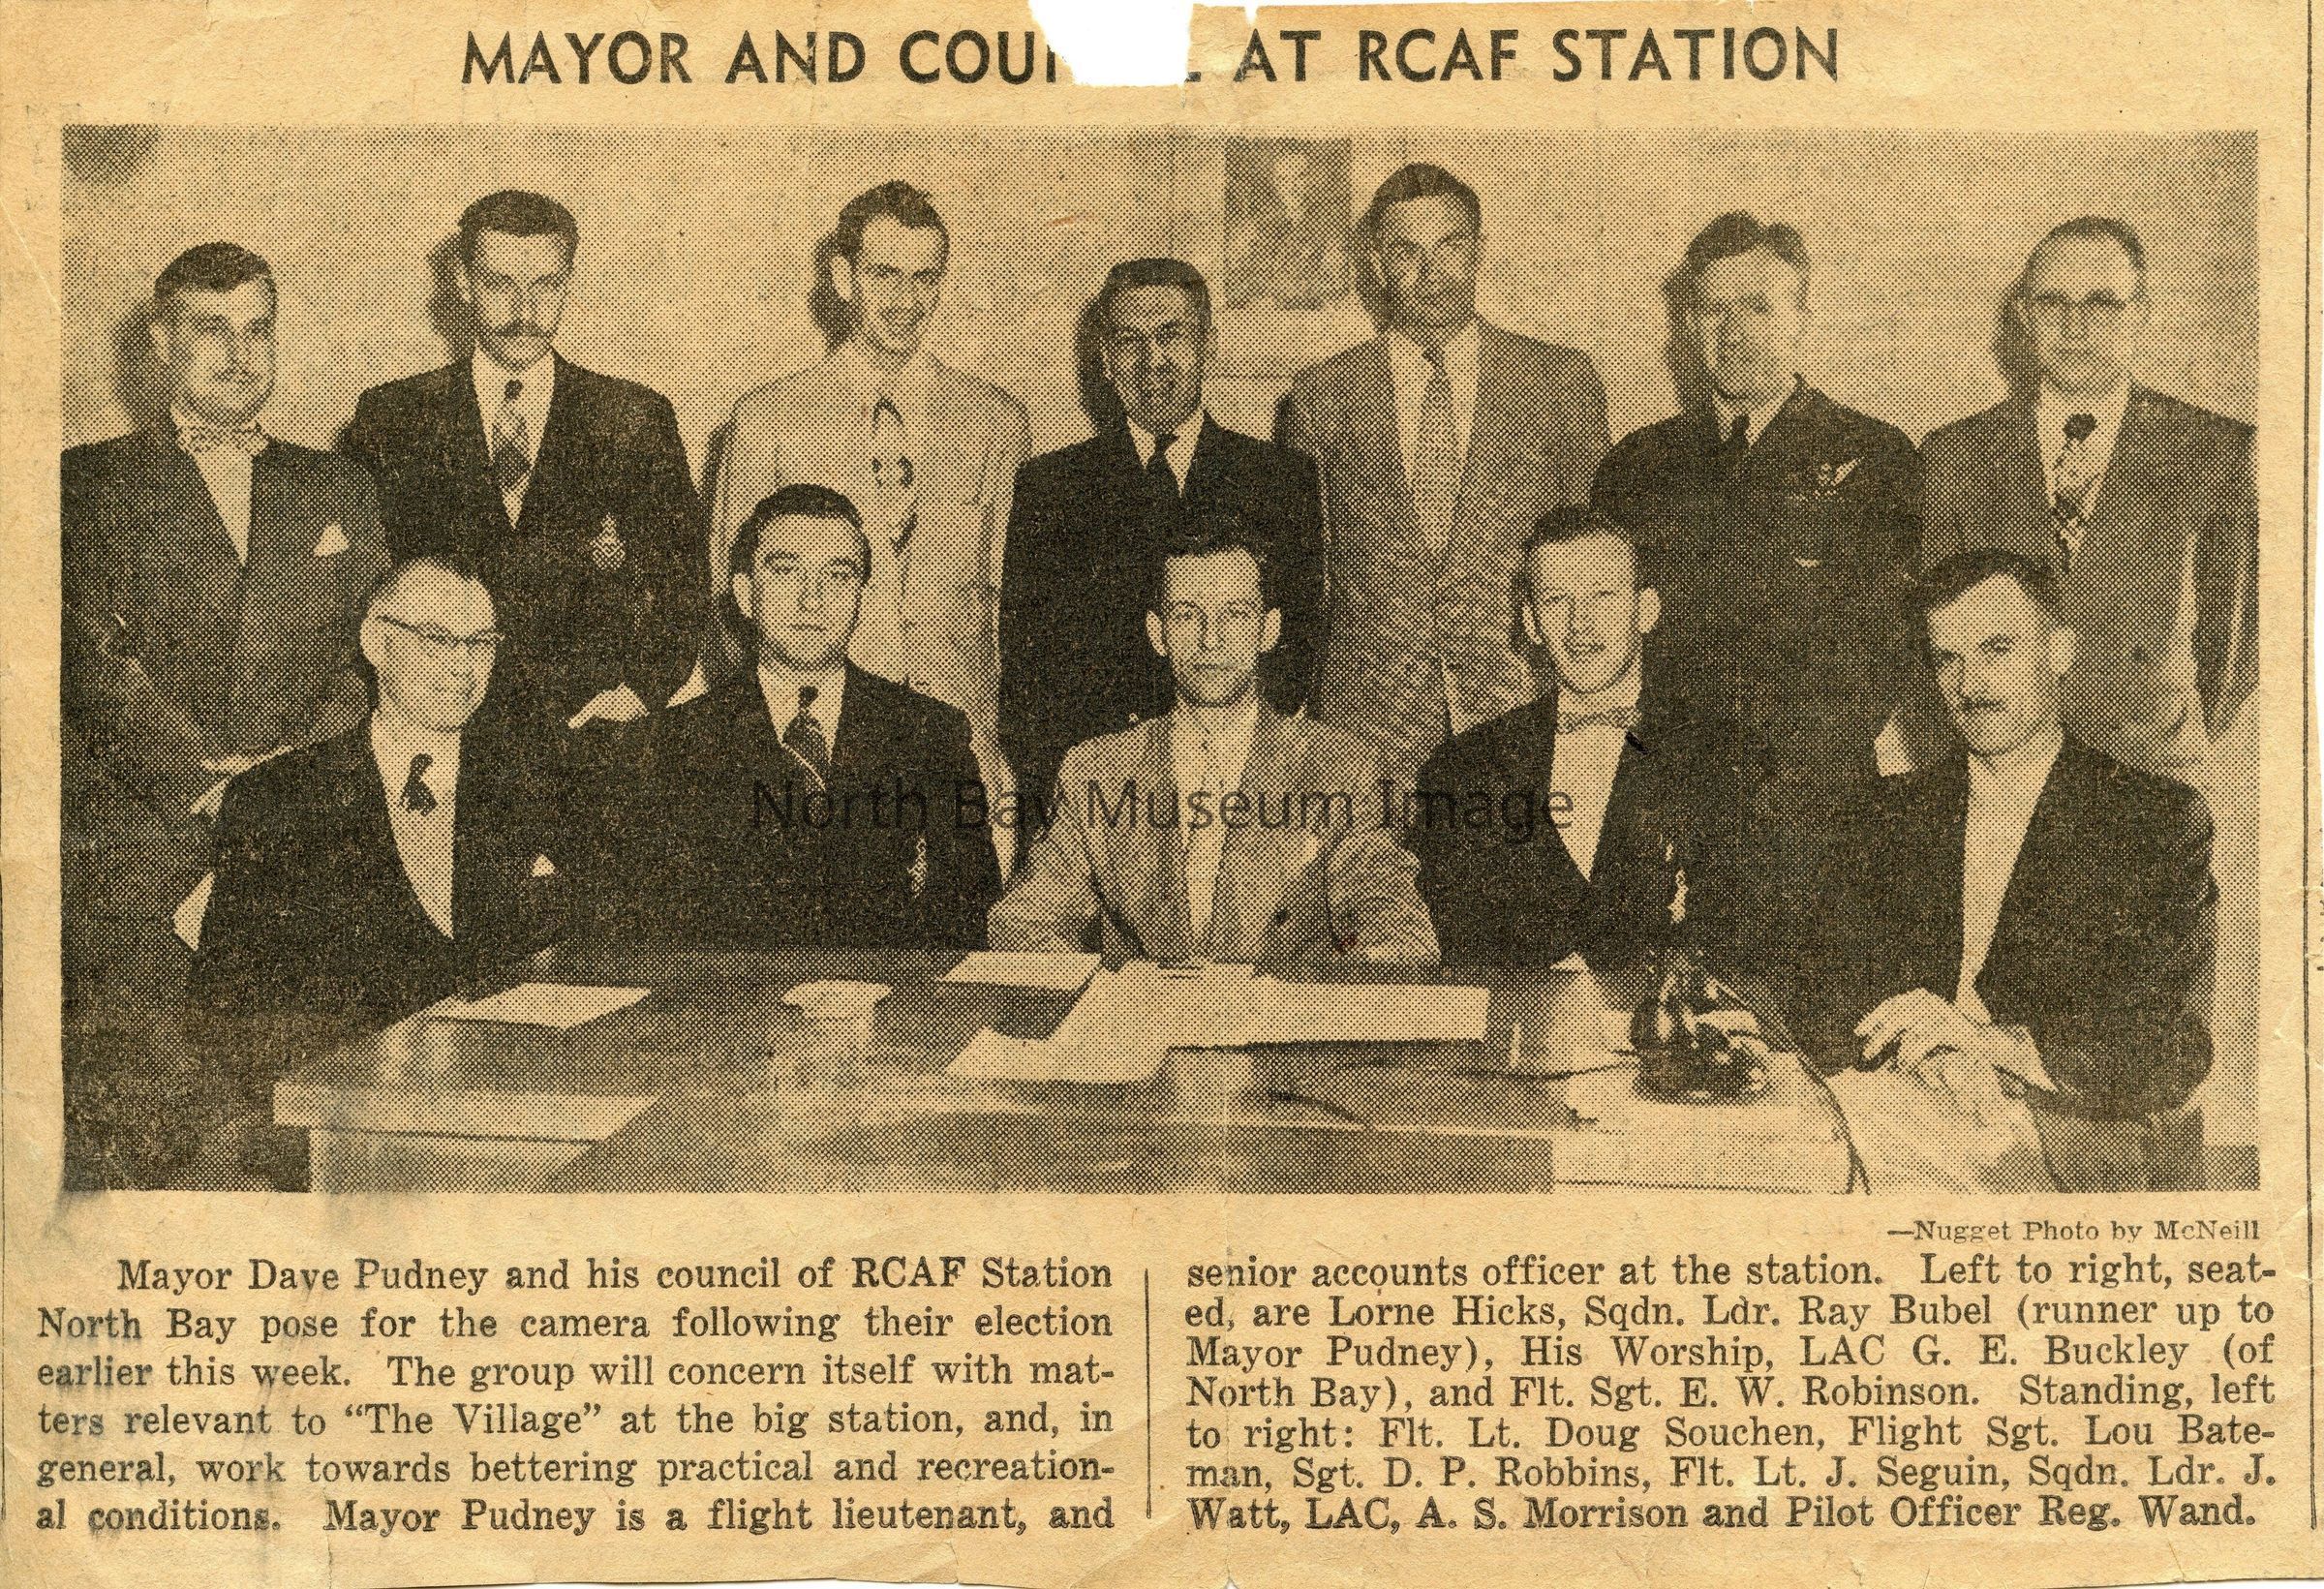 MAYOR AND COU L AT RCAF STATION
North Bay Museum Image
—Nugget Photo by McNeill
Mayor Dave Pudney and his council of RCAF Station
North Bay pose for the camera following their election
earlier this week. The group will concern itself with mat-
ters relevant to “The Village” at the big station, and, in
general, work towards bettering practical and recreation-
al conditions. Mayor Pudney is a flight lieutenant, and
senior accounts officer at the station. Left to right, seat-
ed, are Lorne Hicks, Sqdn. Ldr. Ray Bubel (runner up to
Mayor Pudney), His Worship, LAC G. E. Buckley (of
North Bay), and Flt. Sgt. E. W. Robinson. Standing, left
to right: Flt. Lt. Doug Souchen, Flight Sgt. Lou Bate-
man, Sgt. D. P. Robbins, Flt. Lt. J. Seguin, Sqdn. Ldr. J.
Watt, LAC, A. S. Morrison and Pilot Officer Reg. Wand.